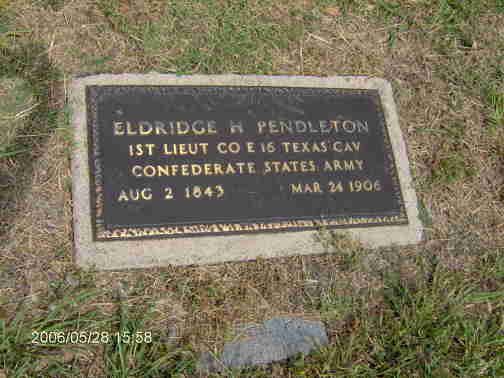 ELDRIDGE H PENDLETON
1ST LIEUT CO E 16 TEXAS CAV
CONFEDERATE STATES ARMY
AUG 2 1843 MAR 24 1906
2006/05/28 15:58